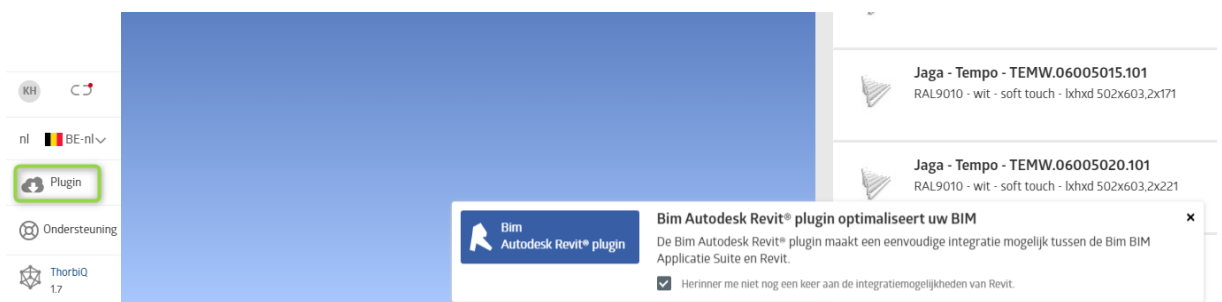 KH
nl BE-nl
Plugin
Ondersteuning
ThorbiQ
1.7
Jaga - Tempo - TEMW.06005015.101
RAL9010 - wit - soft touch - lxhxd 502x603,2x171
Jaga - Tempo - TEMW.06005020.101
RAL9010 - wit - soft touch - lxhxd 502x603,2x221
Bim
Autodesk Revit® plugin
Bim Autodesk Revit® plugin optimaliseert uw BIM
De Bim Autodesk Revit® plugin maakt een eenvoudige integratie mogelijk tussen de Bim BIM
Applicatie Suite en Revit.
Herinner me niet nog een keer aan de integratiemogelijkheden van Revit.